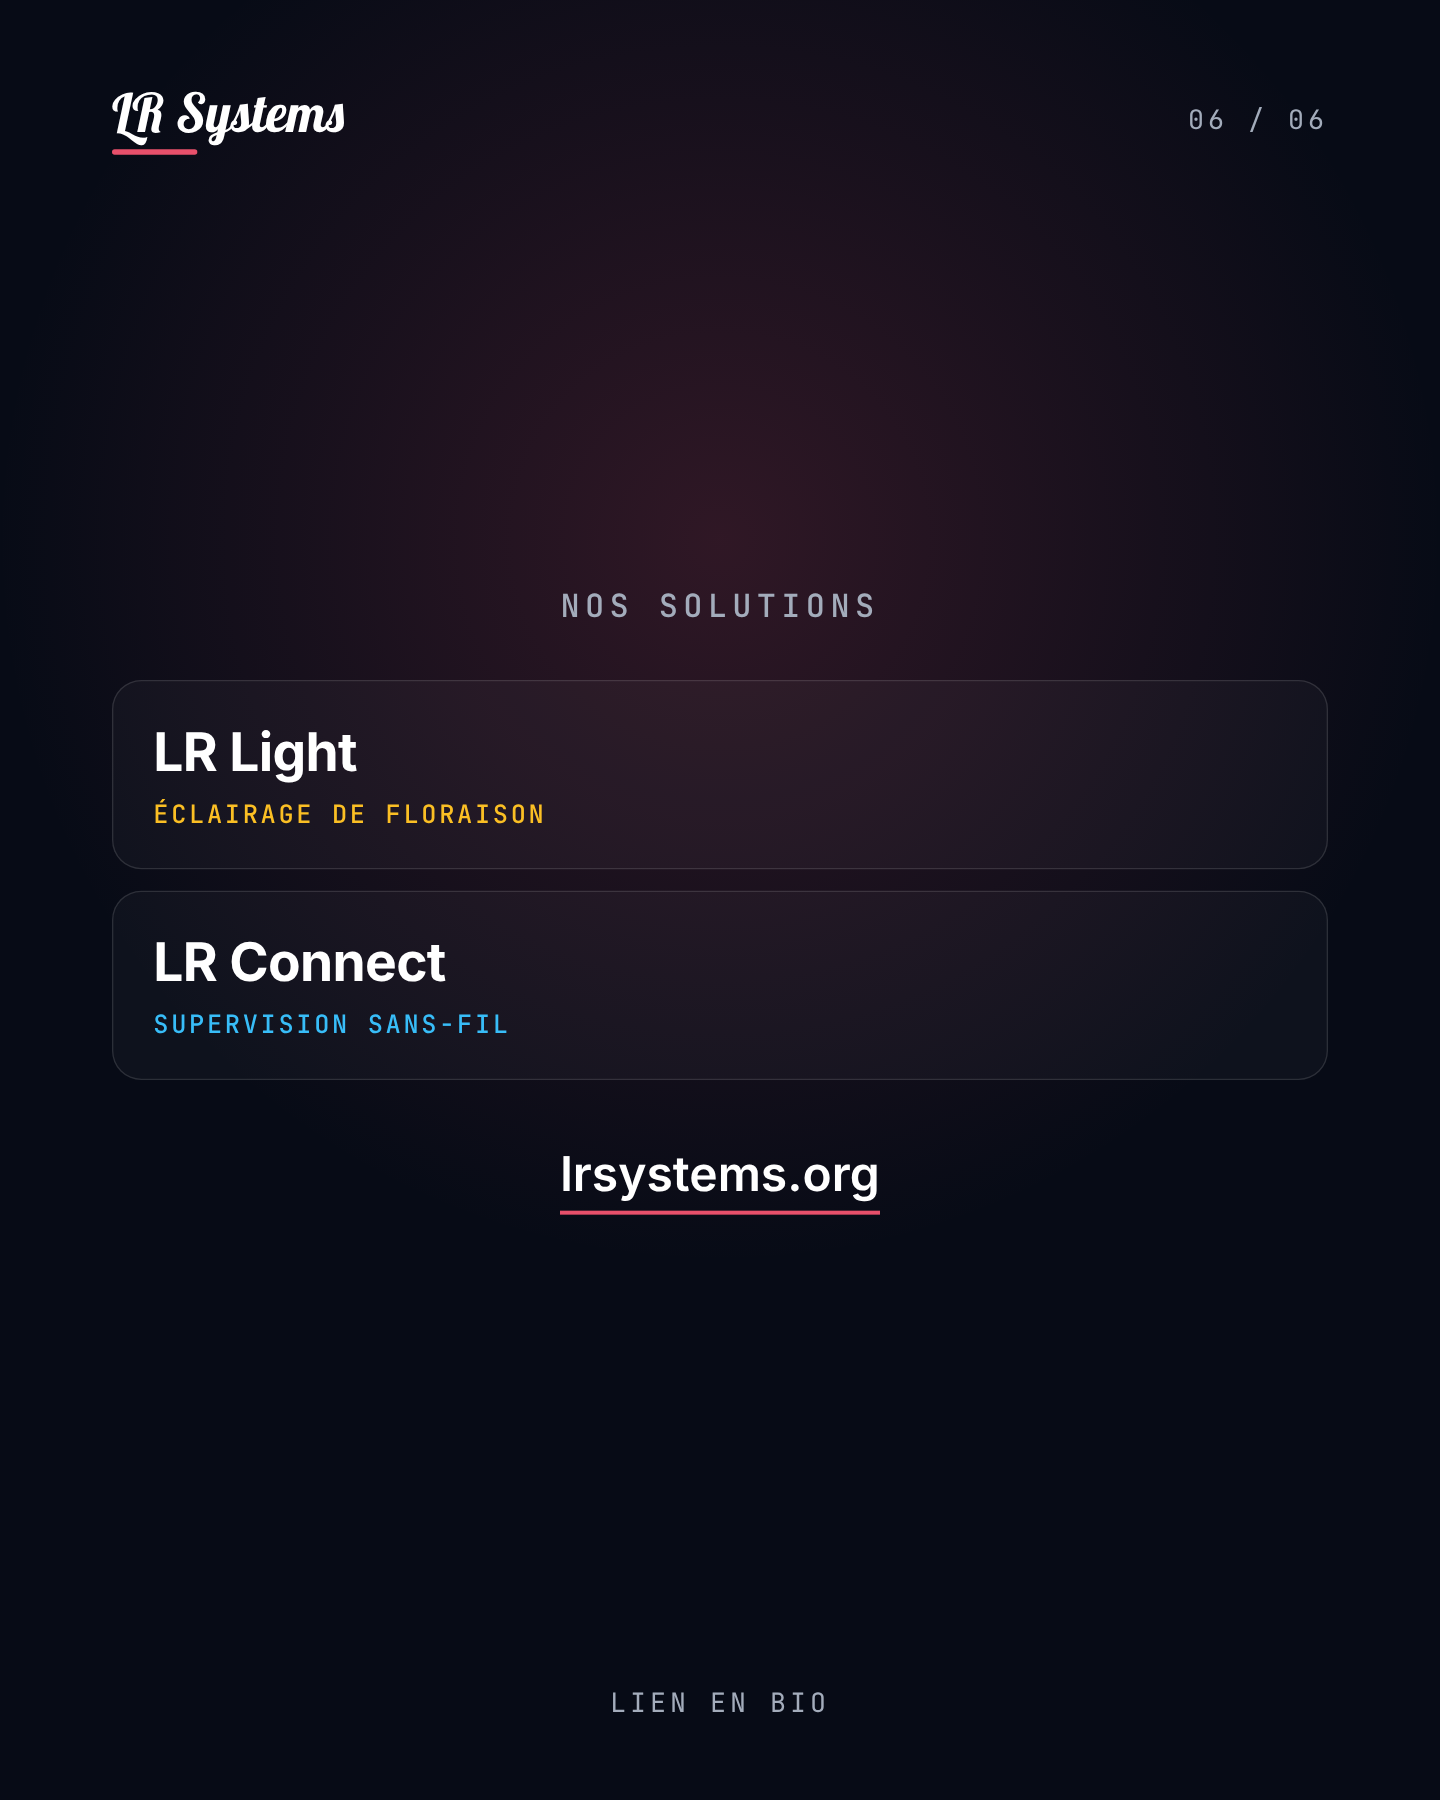 LR Systems
06 / 06
NOS SOLUTIONS
LR Light
ÉCLAIRAGE DE FLORAISON
LR Connect
SUPERVISION SANS-FIL
lrsystems.org
LIEN EN BIO